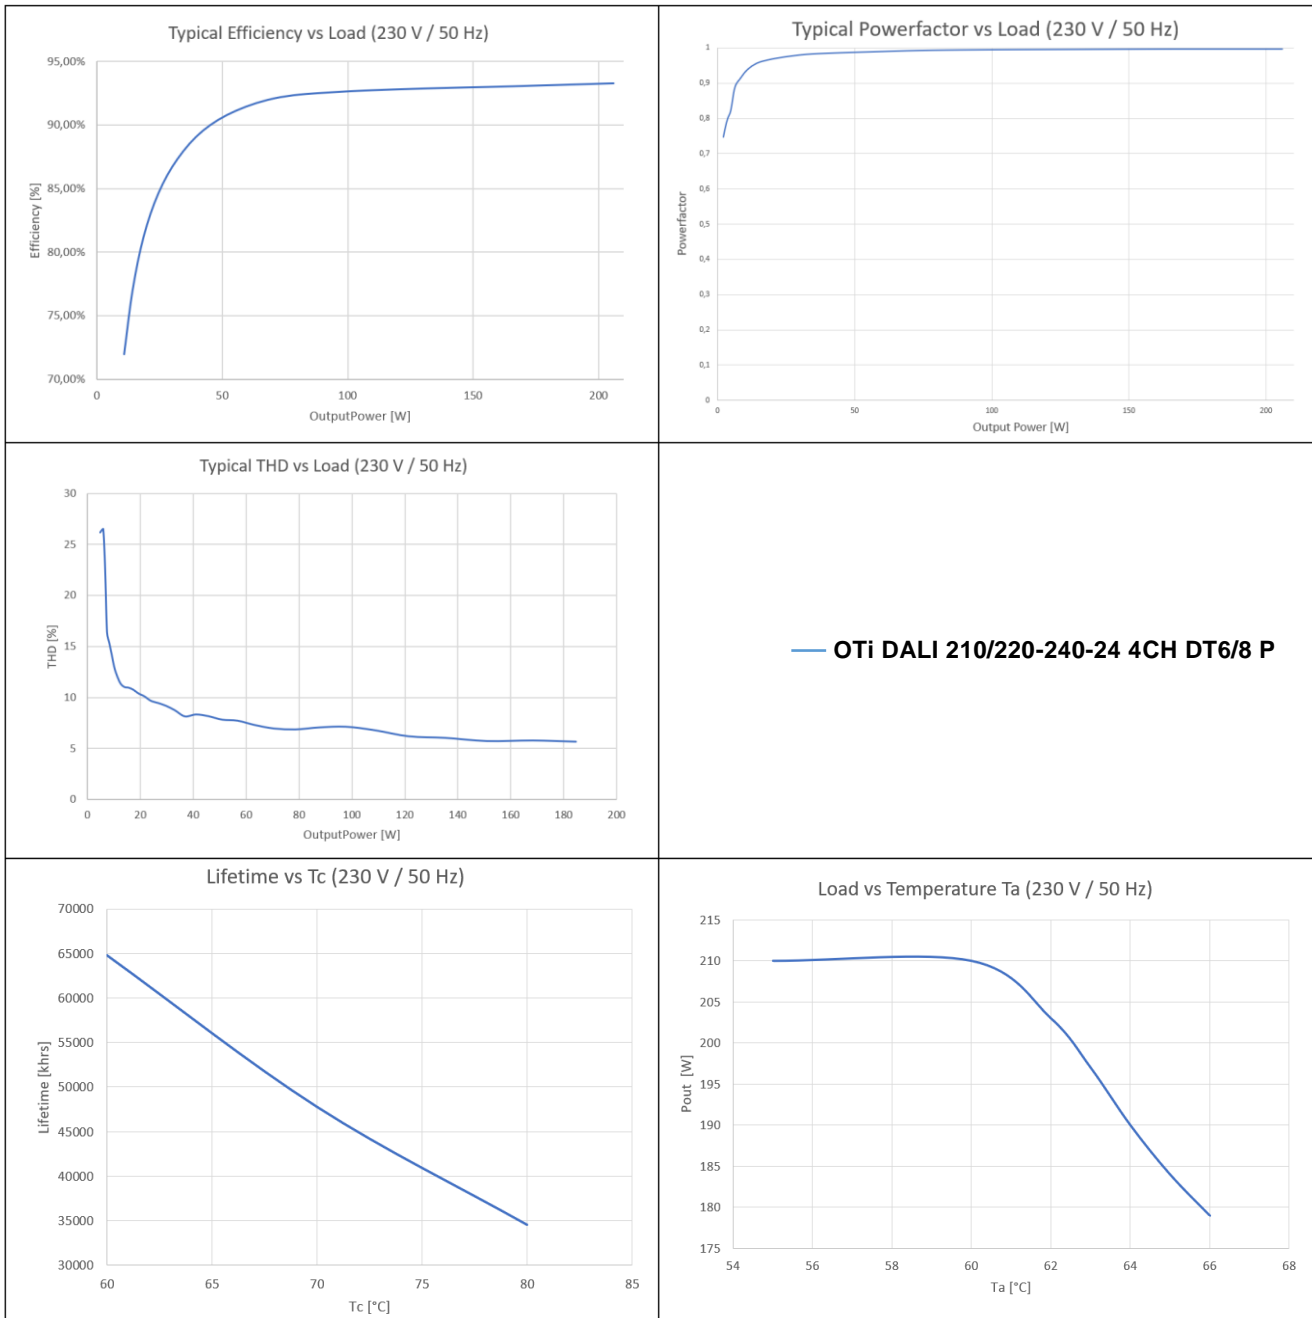 Typical Efficiency vs Load (230 V / 50 Hz)
95,00%
90,00%
85,00%
80,00%
75,00%
70,00%
Efficiency [%]
0 50 100 150 200
OutputPower [W]
Typical Powerfactor vs Load (230 V / 50 Hz)
1
0,9
0,8
0,7
0,6
0,5
0,4
0,3
0,2
0,1
0
Powerfactor
0 50 100 150 200
Output Power [W]
Typical THD vs Load (230 V / 50 Hz)
30
25
20
15
10
5
0
THD [%]
0 20 40 60 80 100 120 140 160 180 200
OutputPower [W]
OTi DALI 210/220-240-24 4CH DT6/8 P
Lifetime vs Tc (230 V / 50 Hz)
70000
65000
60000
55000
50000
45000
40000
35000
30000
Lifetime [khrs]
60 65 70 75 80 85
Tc [°C]
Load vs Temperature Ta (230 V / 50 Hz)
215
210
205
200
195
190
185
180
175
Pout [W]
54 56 58 60 62 64 66 68
Ta [°C]